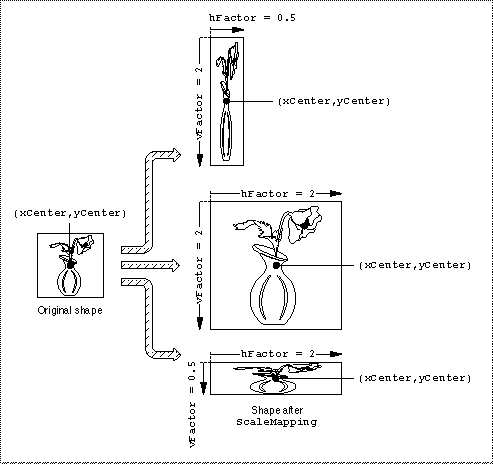 hFactor = 0.5
vFactor = 2
(xCenter,yCenter)
hFactor = 2
(xCenter,yCenter)
vFactor = 2
(xCenter,yCenter)
Original shape
hFactor = 2
vFactor = 0.5
(xCenter,yCenter)
Shape after
ScaleMapping